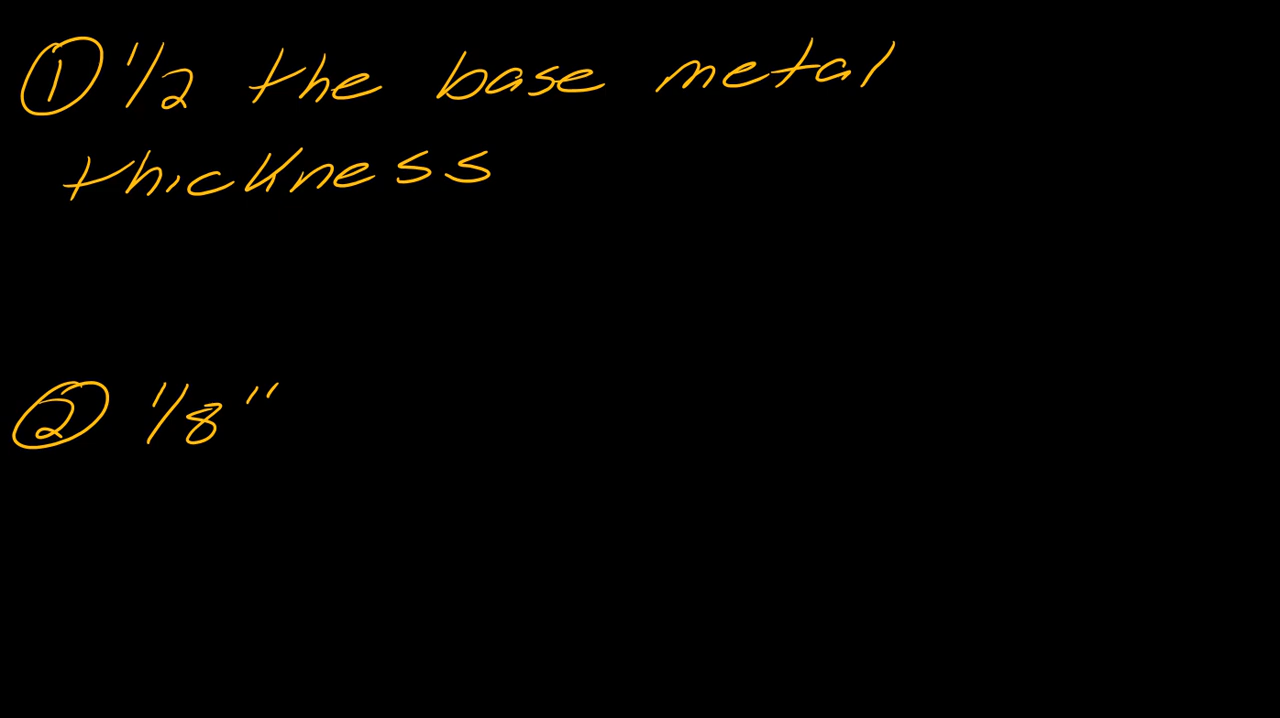 ① 1/2 the base metal
thickness
② 1/8"